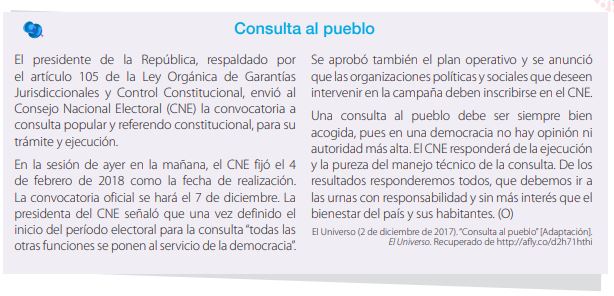 Consulta al pueblo
El presidente de la República, respaldado por
el artículo 105 de la Ley Orgánica de Garantías
Jurisdiccionales y Control Constitucional, envió al
Consejo Nacional Electoral (CNE) la convocatoria a
consulta popular y referendo constitucional, para su
trámite y ejecución.
En la sesión de ayer en la mañana, el CNE fijó el 4
de febrero de 2018 como la fecha de realización.
La convocatoria oficial se hará el 7 de diciembre. La
presidenta del CNE señaló que una vez definido el
inicio del período electoral para la consulta “todas las
otras funciones se ponen al servicio de la democracia”.
Se aprobó también el plan operativo y se anunció
que las organizaciones políticas y sociales que deseen
intervenir en la campaña deben inscribirse en el CNE.
Una consulta al pueblo debe ser siempre bien
acogida, pues en una democracia no hay opinión ni
autoridad más alta. El CNE responderá de la ejecución
y la pureza del manejo técnico de la consulta. De los
resultados responderemos todos, que debemos ir a
las urnas con responsabilidad y sin más interés que el
bienestar del país y sus habitantes. (O)
El Universo (2 de diciembre de 2017). “Consulta al pueblo” [Adaptación].
El Universo. Recuperado de http://afly.co/d2h71hthi